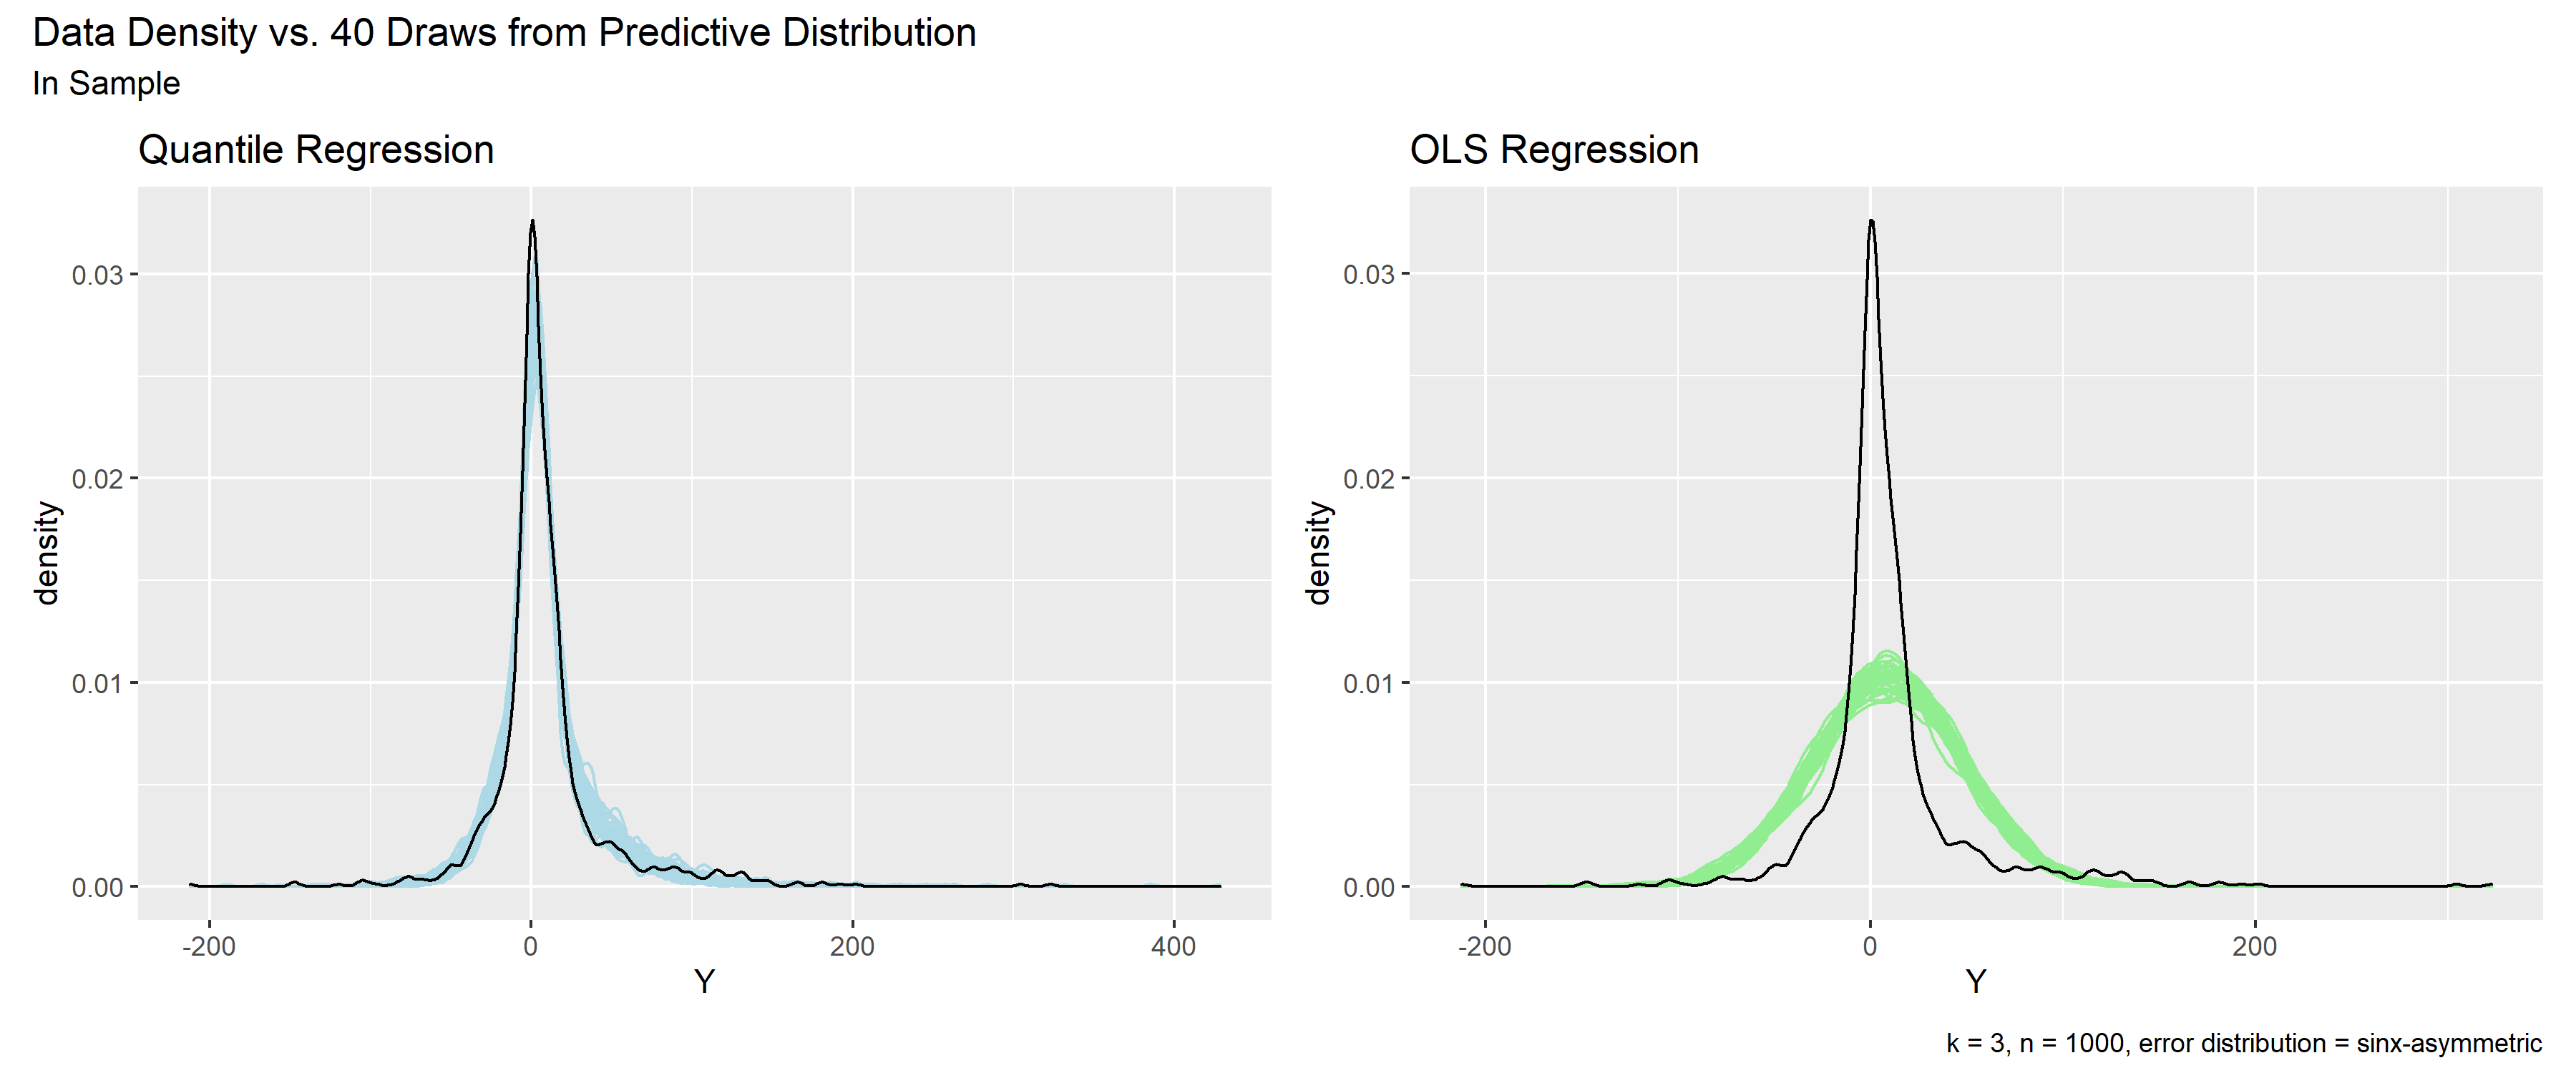 Data Density vs. 40 Draws from Predictive Distribution
In Sample
Quantile Regression
density
0.03
0.02
0.01
0.00
-200
0
200
400
Y
OLS Regression
density
0.03
0.02
0.01
0.00
-200
0
200
Y
k = 3, n = 1000, error distribution = sinx-asymmetric